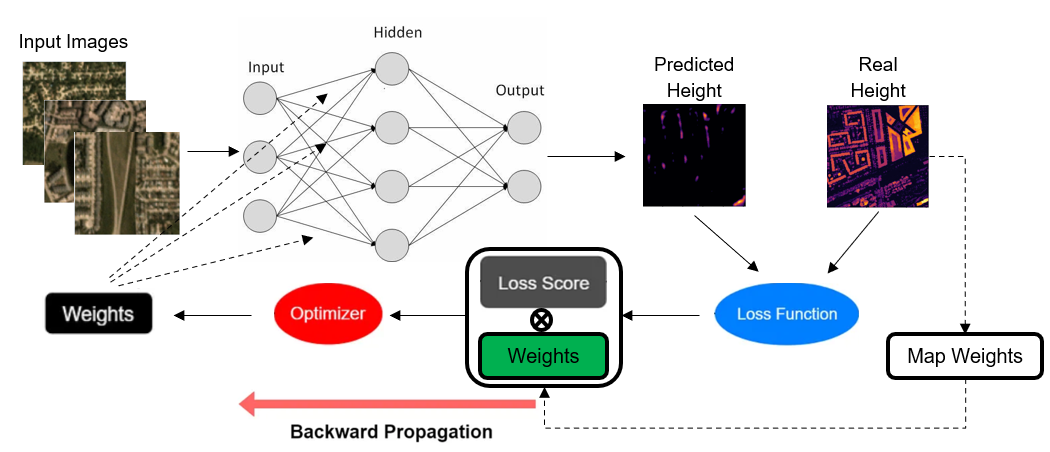 Input Images
Input
Hidden
Output
Predicted
Height
Real
Height
Weights
Optimizer
Loss Score
Weights
Loss Function
Map Weights
Backward Propagation